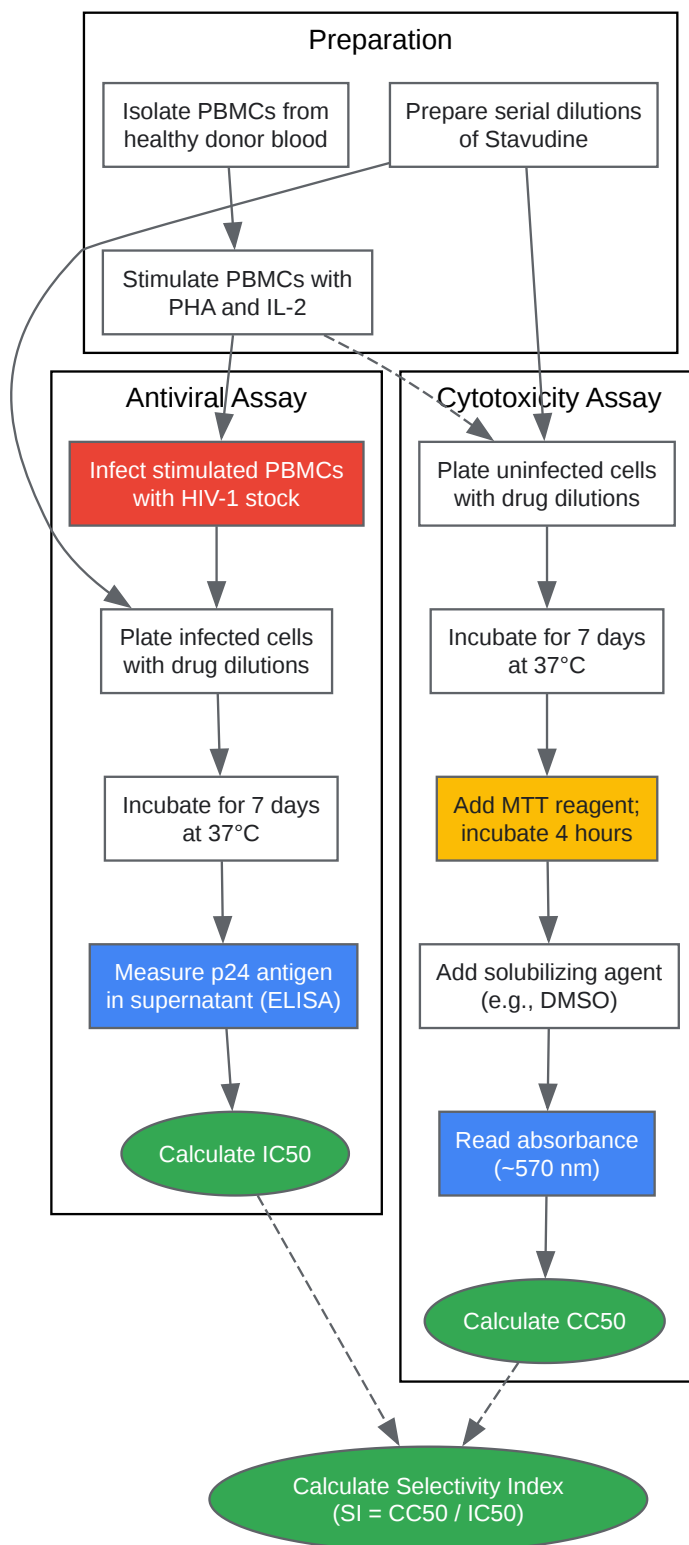 Preparation
Isolate PBMCs from
healthy donor blood
Prepare serial dilutions
of Stavudine
Stimulate PBMCs with
PHA and IL-2
Antiviral Assay
Infect stimulated PBMCs
with HIV-1 stock
Plate infected cells
with drug dilutions
Incubate for 7 days
at 37°C
Measure p24 antigen
in supernatant (ELISA)
Calculate IC50
Cytotoxicity Assay
Plate uninfected cells
with drug dilutions
Incubate for 7 days
at 37°C
Add MTT reagent;
incubate 4 hours
Add solubilizing agent
(e.g., DMSO)
Read absorbance
(~570 nm)
Calculate CC50
Calculate Selectivity Index
(SI = CC50 / IC50)